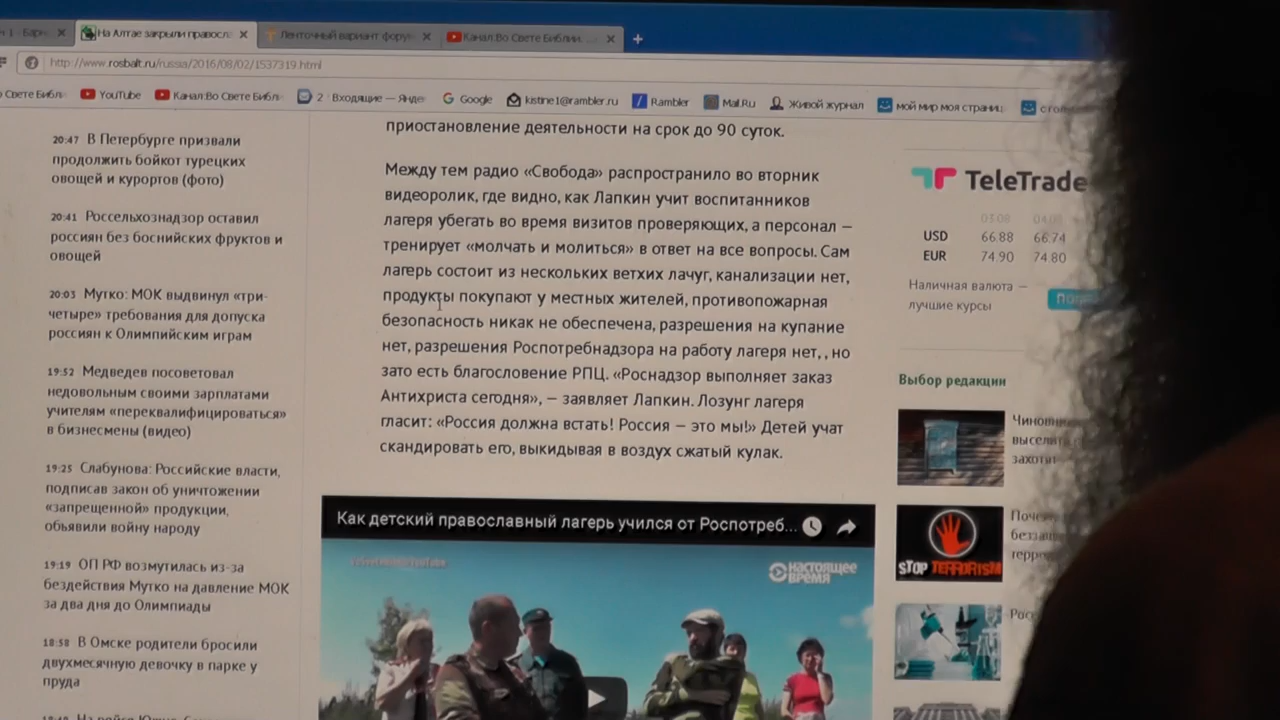 На Алтае закрыли правосл
Ленточный вариант фору
Канал:Во Свете Библии. ...
http://www.rosbalt.ru/russia/2016/08/02/1537319.html
о Свете Библ
YouTube
Канал:Во Свете Библ
2 · Входящие — Янде
Google
kistine1@rambler.ru
Rambler
Mail.Ru
Живой журнал
мой мир моя страниц
20:47 В Петербурге призвали
продолжить бойкот турецких
овощей и курортов (фото)
20:41 Россельхознадзор оставил
россиян без боснийских фруктов и
овощей
20:03 Мутко: МОК выдвинул «три-
четыре» требования для допуска
россиян к Олимпийским играм
19:52 Медведев посоветовал
недовольным своими зарплатами
учителям «переквалифицироваться»
в бизнесмены (видео)
19:25 Слабунова: Российские власти,
подписав закон об уничтожении
«запрещенной» продукции,
объявили войну народу
19:19 ОП РФ возмутилась из-за
бездействия Мутко на давление МОК
за два дня до Олимпиады
18:58 В Омске родители бросили
двухмесячную девочку в парке у
пруда
приостановление деятельности на срок до 90 суток.
Между тем радио «Свобода» распространило во вторник
видеоролик, где видно, как Лапкин учит воспитанников
лагеря убегать во время визитов проверяющих, а персонал —
тренирует «молчать и молиться» в ответ на все вопросы. Сам
лагерь состоит из нескольких ветхих лачуг, канализации нет,
продукты покупают у местных жителей, противопожарная
безопасность никак не обеспечена, разрешения на купание
нет, разрешения Роспотребнадзора на работу лагеря нет, , но
зато есть благословение РПЦ. «Роснадзор выполняет заказ
Антихриста сегодня», — заявляет Лапкин. Лозунг лагеря
гласит: «Россия должна встать! Россия — это мы!» Детей учат
скандировать его, выкидывая в воздух сжатый кулак.
Как детский православный лагерь учился от Роспотреб...
НАСТОЯЩЕЕ
ВРЕМЯ
TeleTrade
03.08 04.08
USD 66.88 66.74
EUR 74.90 74.80
Наличная валюта —
лучшие курсы
Выбор редакции
STOP TERRORISM